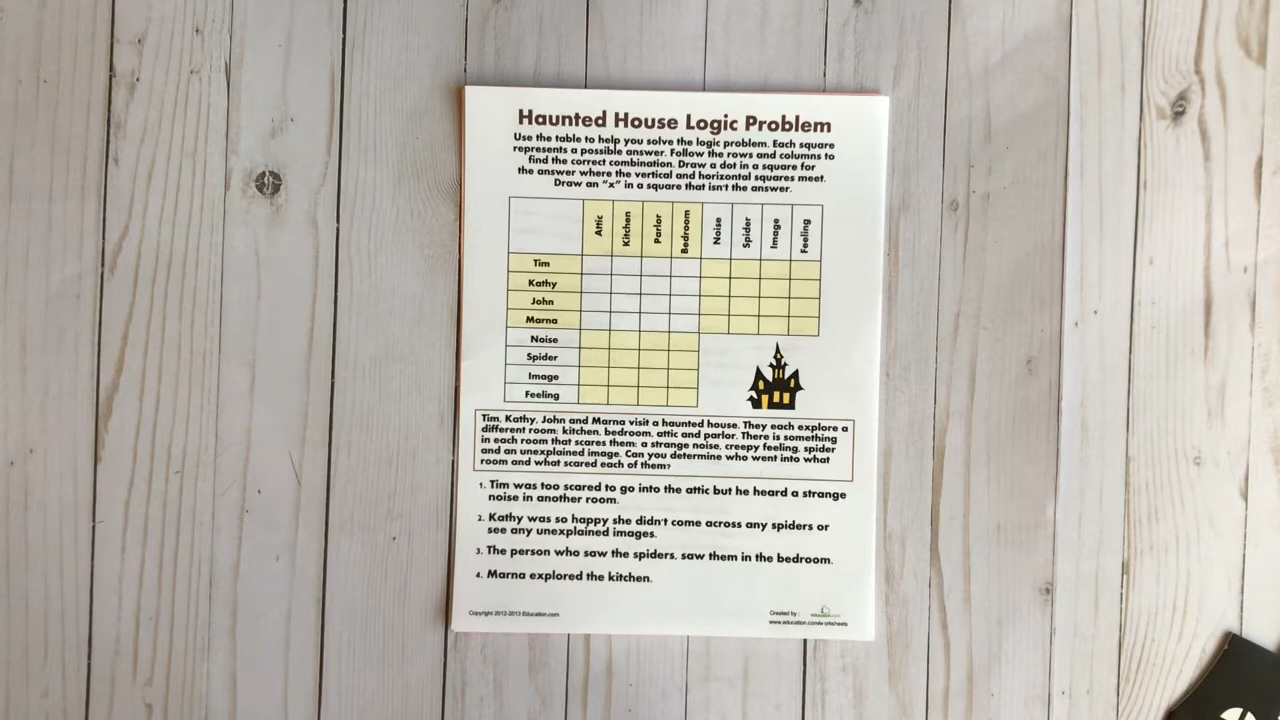 Haunted House Logic Problem
Use the table to help you solve the logic problem. Each square
represents a possible answer. Follow the rows and columns to
find the correct combination. Draw a dot in a square for
the answer where the vertical and horizontal squares meet.
Draw an "x" in a square that isn't the answer.
Attic Kitchen Parlor Bedroom Noise Spider Image Feeling
Tim
Kathy
John
Marna
Noise
Spider
Image
Feeling
Tim, Kathy, John and Marna visit a haunted house. They each explore a
different room: kitchen, bedroom, attic and parlor. There is something
in each room that scares them: a strange noise, creepy feeling, spider
and an unexplained image. Can you determine who went into what
room and what scared each of them?
1. Tim was too scared to go into the attic but he heard a strange
noise in another room.
2. Kathy was so happy she didn't come across any spiders or
see any unexplained images.
3. The person who saw the spiders, saw them in the bedroom.
4. Marna explored the kitchen.
Copyright 2012-2013 Education.com
Created by :
education.com
www.education.com/worksheets